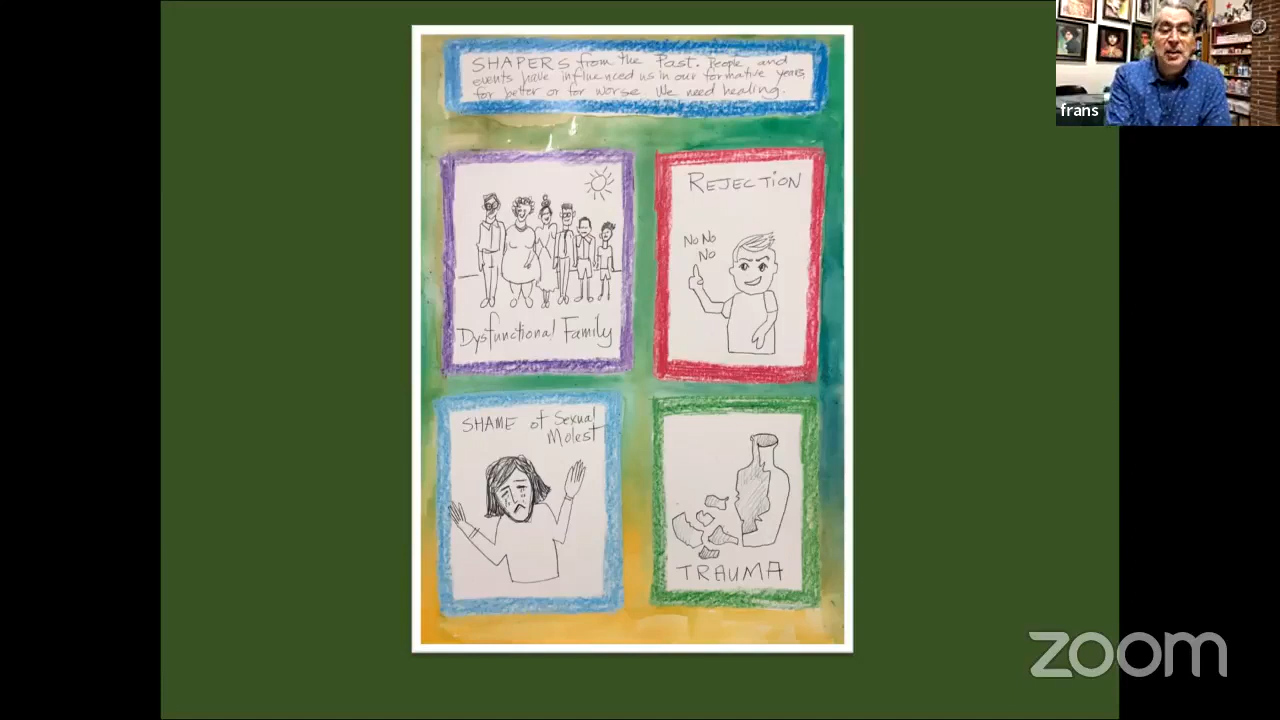 SHAPERS from the Past. People and
events have influenced us in our formative years,
for better or for worse. We need healing.
Dysfunctional Family
REJECTION
No No
No
SHAME of Sexual
Molest
TRAUMA
frans
zoom